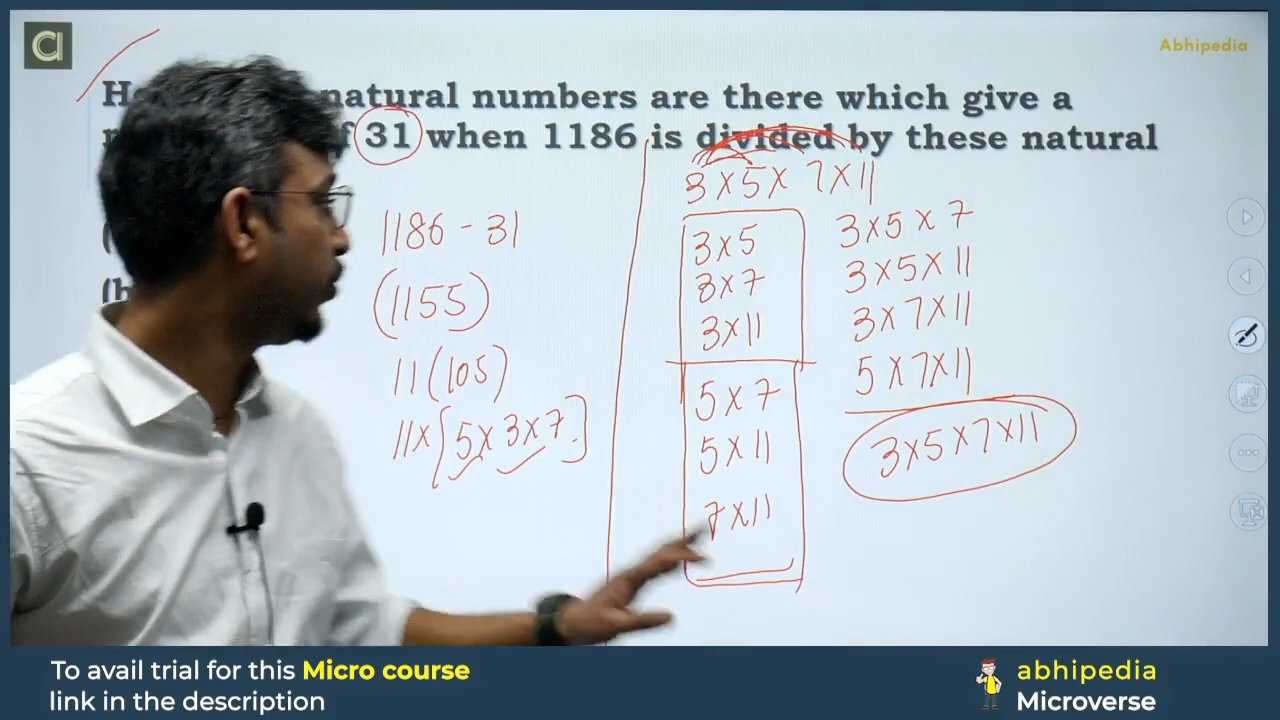 Abhipedia
natural numbers are there which give a
31 when 1186 is divided by these natural
3 x 5 x 7 x 11
1186 - 31
(1155)
11 (105)
11 x [5 x 3 x 7.]
3 x 5
3 x 7
3 x 11
5 x 7
5 x 11
7 x 11
3 x 5 x 7
3 x 5 x 11
3 x 7 x 11
5 x 7 x 11
3 x 5 x 7 x 11
To avail trial for this Micro course
link in the description
abhipedia
Microverse